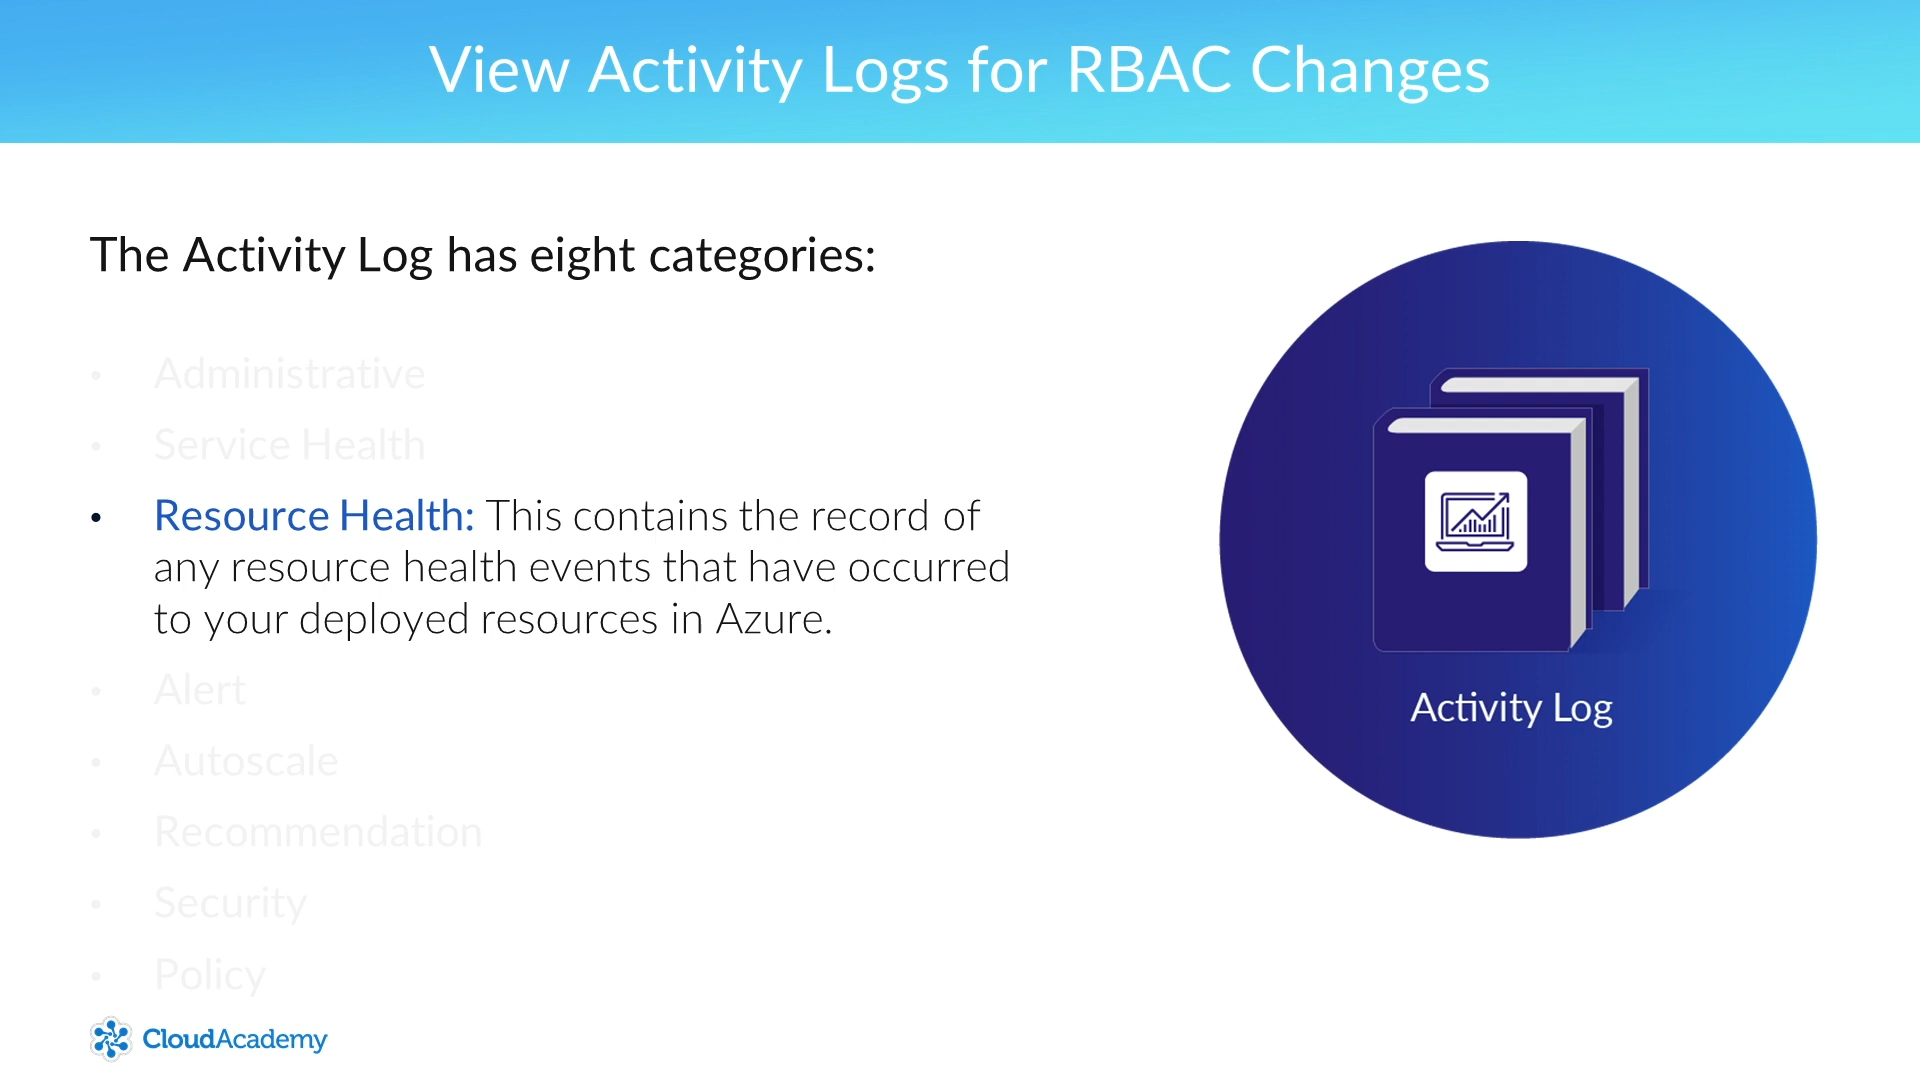 View Activity Logs for RBAC Changes
The Activity Log has eight categories:
• Administrative
• Service Health
• Resource Health: This contains the record of
any resource health events that have occurred
to your deployed resources in Azure.
• Alert
• Autoscale
• Recommendation
• Security
• Policy
Activity Log
CloudAcademy